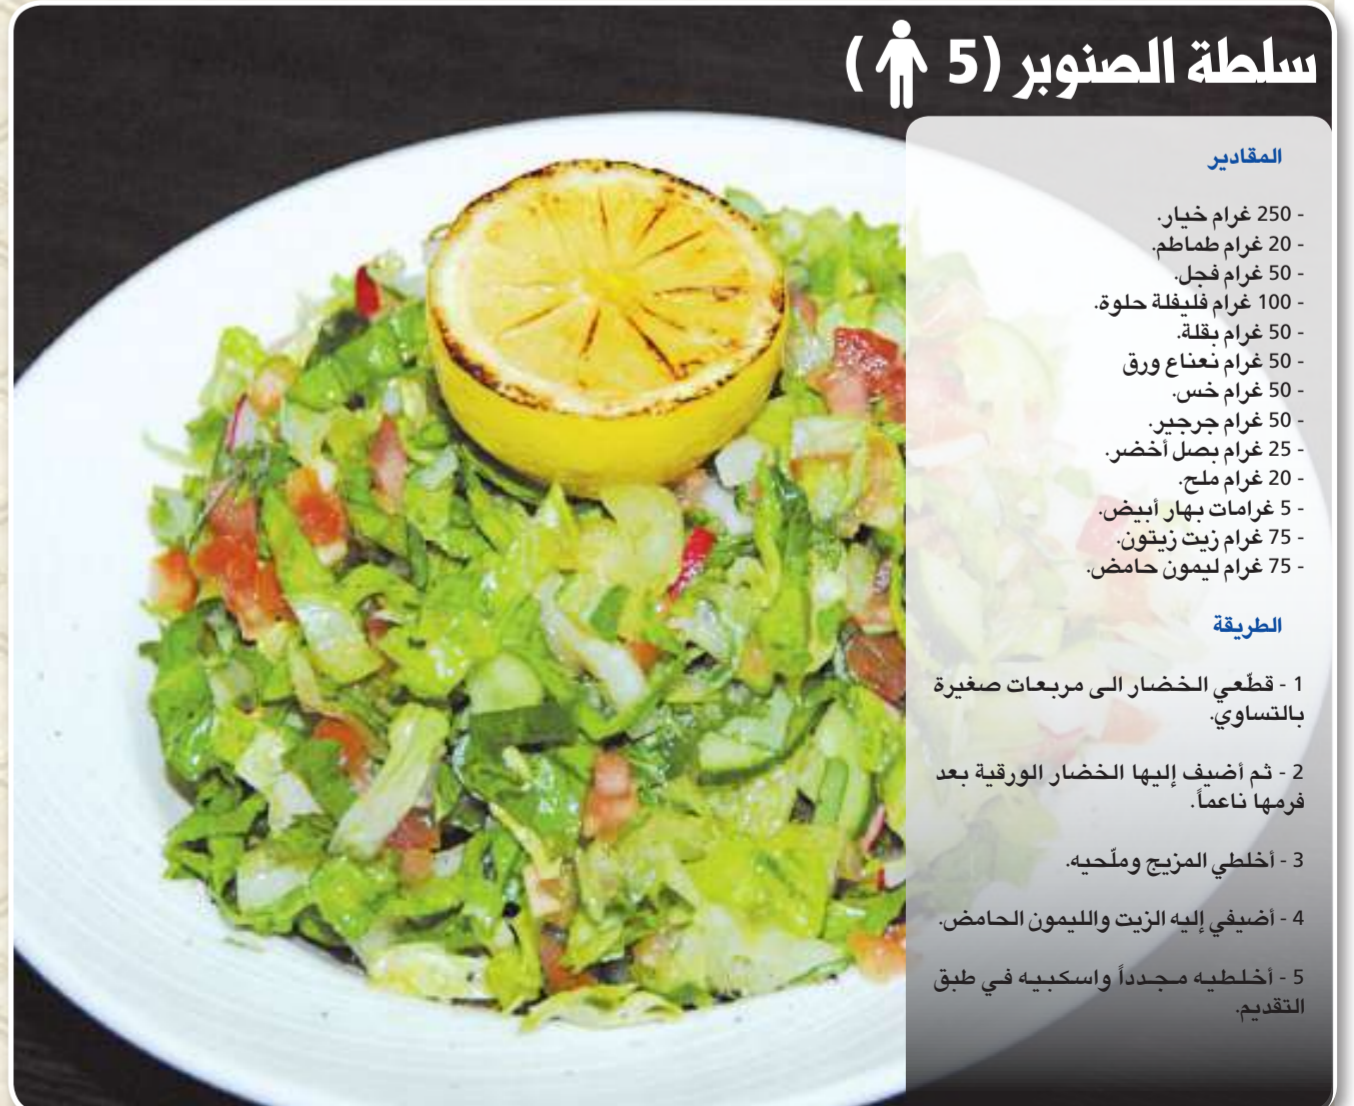 سلطة الصنوبر (5 )
المقادير
- 250 غرام خيار.
- 20 غرام طماطم.
- 50 غرام فجل.
- 100 غرام فليفلة حلوة.
- 50 غرام بقلة.
- 50 غرام نعناع ورق
- 50 غرام خس.
- 50 غرام جرجير.
- 25 غرام بصل أخضر.
- 20 غرام ملح.
- 5 غرامات بهار أبيض.
- 75 غرام زيت زيتون.
- 75 غرام ليمون حامض.
الطريقة
1 - قطّعي الخضار الى مربعات صغيرة
بالتساوي.
2 - ثم أضيف إليها الخضار الورقية بعد
فرمها ناعماً.
3 - أخلطي المزيج وملّحيه.
4 - أضيفي إليه الزيت والليمون الحامض.
5 - أخلطيه مجدداً واسكبيه في طبق
التقديم.